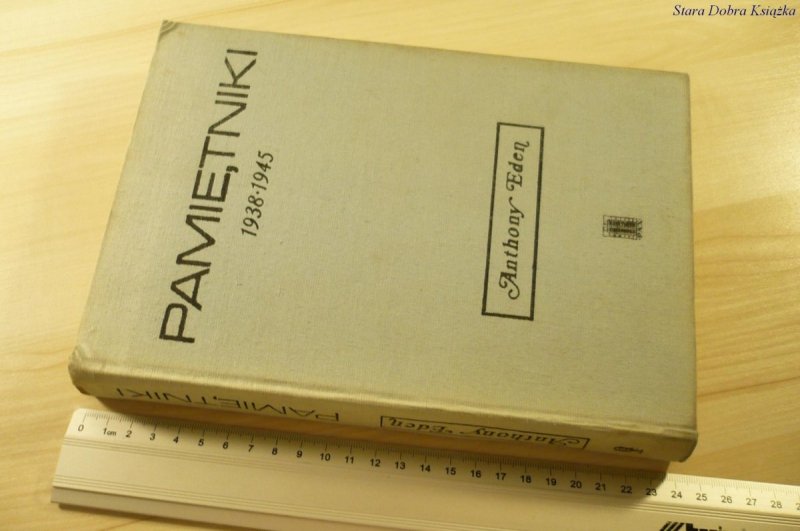 Stara Dobra Książka
PAMIĘTNIKI
1938-1945
Anthony Eden
PAMIĘTNIKI
Anthony Eden
0 1cm 2 3 4 5 6 7 8 9 10 11 12 13 14 15 16 17 18 19 20 21 22 23 24 25 26 27 28